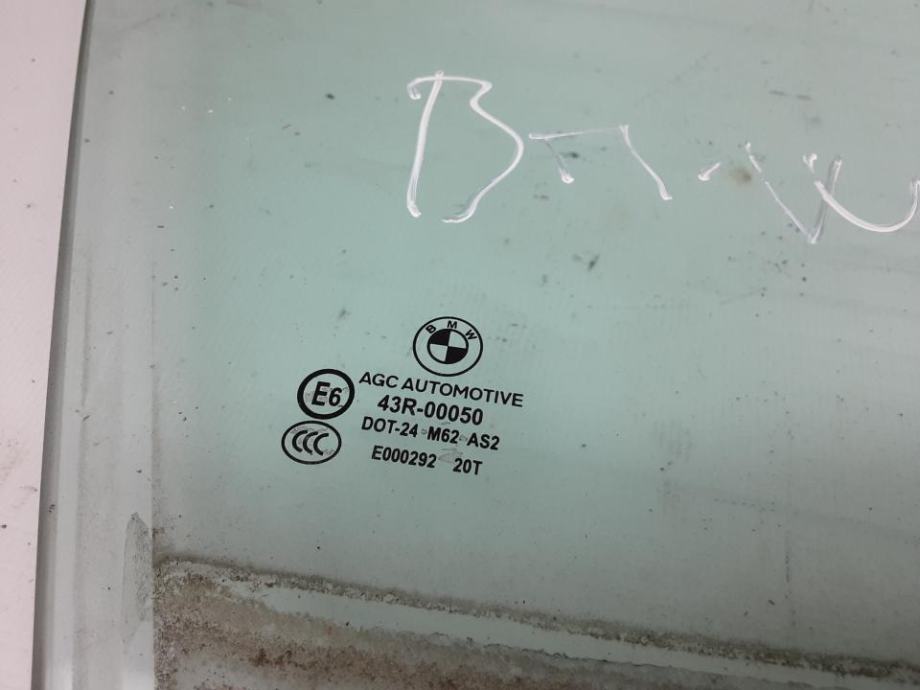 BMW
AGC AUTOMOTIVE
E6 43R-00050
CCC DOT-24 M62 AS2
E000292 20T